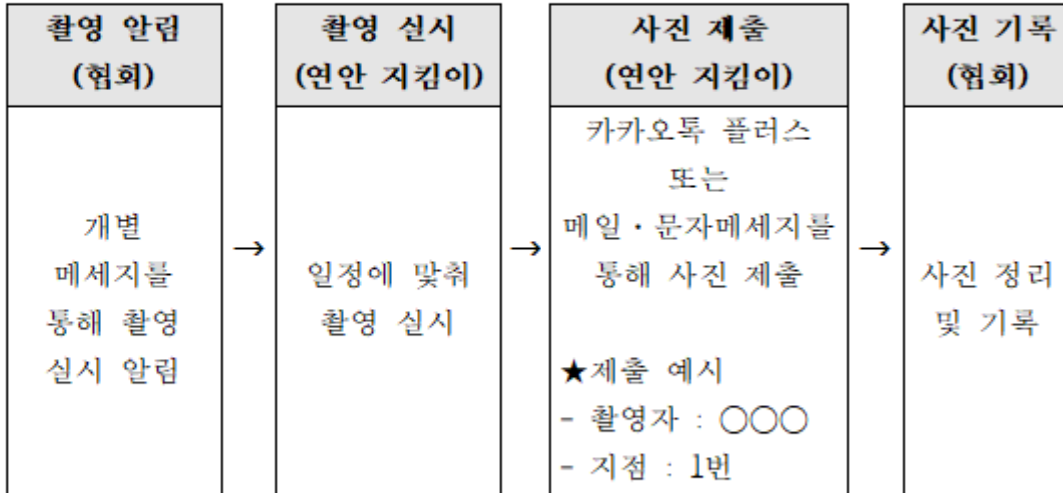 촬영 알림
(협회)
개별
메세지를
통해 촬영
실시 알림
→
촬영 실시
(연안 지킴이)
일정에 맞춰
촬영 실시
→
사진 제출
(연안 지킴이)
카카오톡 플러스
또는
메일·문자메세지를
통해 사진 제출
★제출 예시
- 촬영자 : ○○○
- 지점 : 1번
→
사진 기록
(협회)
사진 정리
및 기록